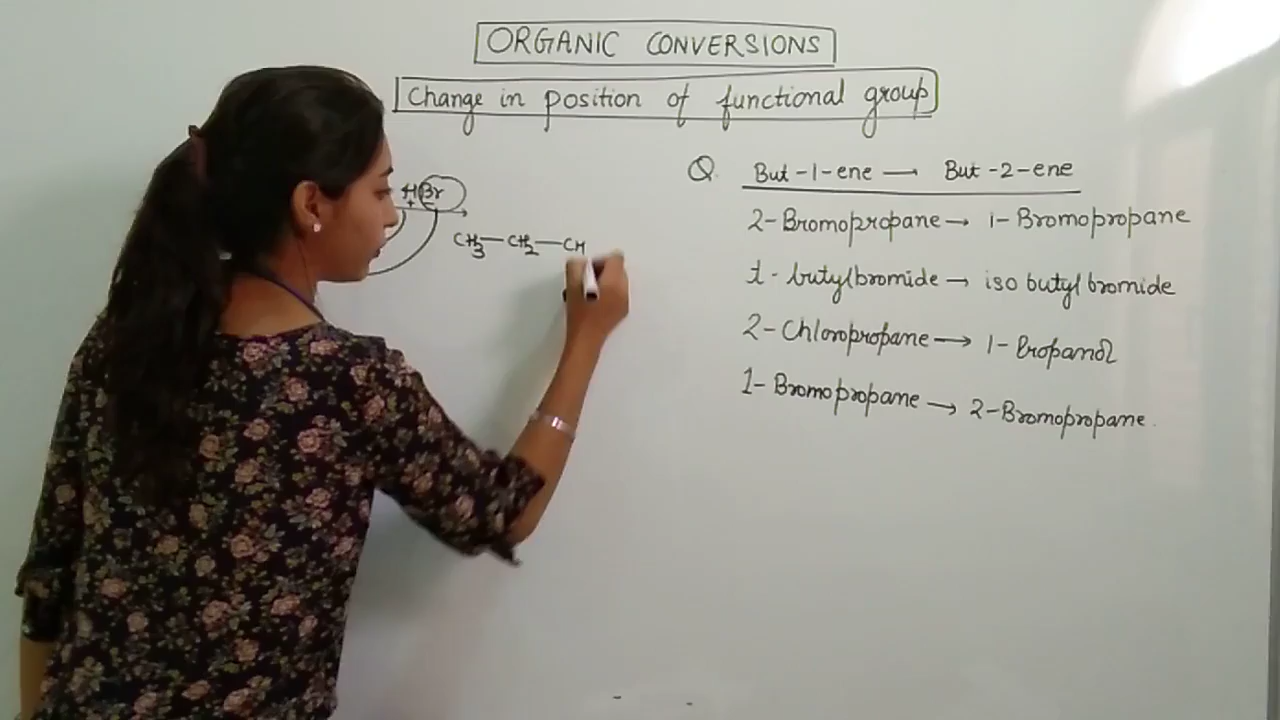 ORGANIC CONVERSIONS
Change in position of functional group
Q. But-1-ene → But-2-ene
2-Bromopropane → 1-Bromopropane
t-butylbromide → iso butyl bromide
2-Chloropropane → 1-Propanol
1-Bromopropane → 2-Bromopropane.
HBr
+ −
CH3—CH2—CH